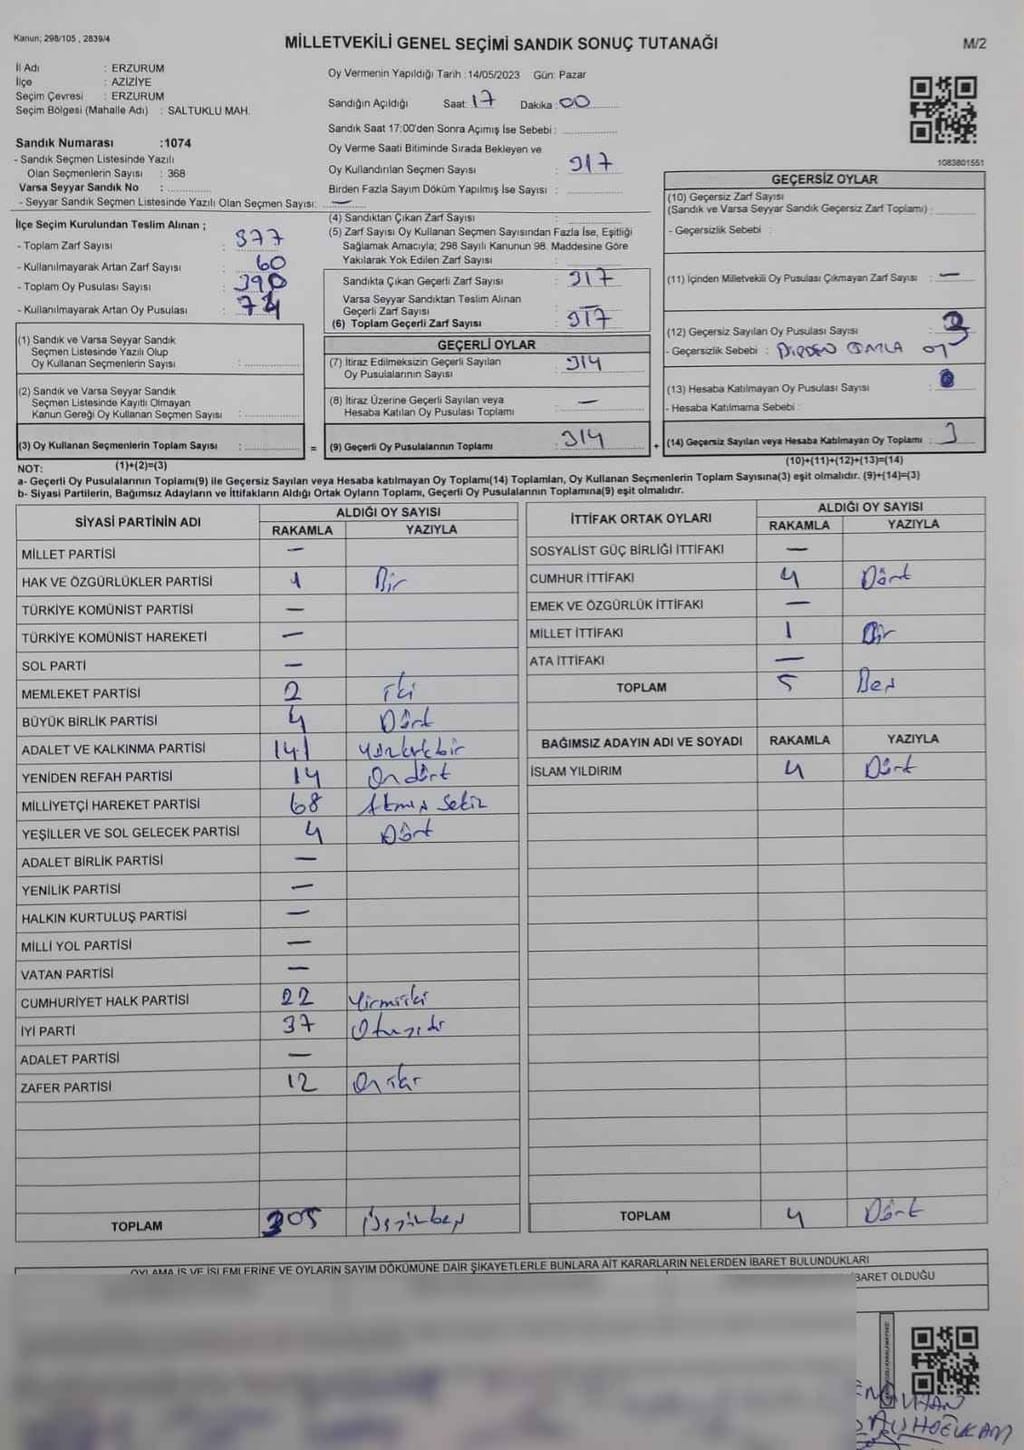 Kanun; 298/105 , 2839/4
MİLLETVEKİLİ GENEL SEÇİMİ SANDIK SONUÇ TUTANAĞI
M/2
İl Adı : ERZURUM
İlçe : AZİZİYE
Seçim Çevresi : ERZURUM
Seçim Bölgesi (Mahalle Adı) : SALTUKLU MAH.
Sandık Numarası :1074
- Sandık Seçmen Listesinde Yazılı
Olan Seçmenlerin Sayısı : 368
Varsa Seyyar Sandık No :
- Seyyar Sandık Seçmen Listesinde Yazılı Olan Seçmen Sayısı: —
Oy Vermenin Yapıldığı Tarih :14/05/2023 Gün: Pazar
Sandığın Açıldığı Saat: 17 Dakika: 00
Sandık Saat 17:00'den Sonra Açımış İse Sebebi :
Oy Verme Saati Bitiminde Sırada Bekleyen ve
Oy Kullandırılan Seçmen Sayısı : 317
Birden Fazla Sayım Döküm Yapılmış İse Sayısı :
1083801551
İlçe Seçim Kurulundan Teslim Alınan ;
- Toplam Zarf Sayısı : 377
- Kullanılmayarak Artan Zarf Sayısı : 60
- Toplam Oy Pusulası Sayısı : 390
- Kullanılmayarak Artan Oy Pusulası : 74
(1) Sandık ve Varsa Seyyar Sandık
Seçmen Listesinde Yazılı Olup
Oy Kullanan Seçmenlerin Sayısı :
(2) Sandık ve Varsa Seyyar Sandık
Seçmen Listesinde Kayıtlı Olmayan
Kanun Gereği Oy Kullanan Seçmen Sayısı :
(3) Oy Kullanan Seçmenlerin Toplam Sayısı :
(4) Sandıktan Çıkan Zarf Sayısı :
(5) Zarf Sayısı Oy Kullanan Seçmen Sayısından Fazla İse, Eşitliği
Sağlamak Amacıyla; 298 Sayılı Kanunun 98. Maddesine Göre
Yakılarak Yok Edilen Zarf Sayısı :
Sandıkta Çıkan Geçerli Zarf Sayısı : 317
Varsa Seyyar Sandıktan Teslim Alınan
Geçerli Zarf Sayısı :
(6) Toplam Geçerli Zarf Sayısı : 317
GEÇERLİ OYLAR
(7) İtiraz Edilmeksizin Geçerli Sayılan
Oy Pusulalarının Sayısı : 314
(8) İtiraz Üzerine Geçerli Sayılan veya
Hesaba Katılan Oy Pusulası Toplamı : —
= (9) Geçerli Oy Pusulalarının Toplamı : 314
GEÇERSİZ OYLAR
(10) Geçersiz Zarf Sayısı
(Sandık ve Varsa Seyyar Sandık Geçersiz Zarf Toplamı) :
- Geçersizlik Sebebi :
(11) İçinden Milletvekili Oy Pusulası Çıkmayan Zarf Sayısı : —
(12) Geçersiz Sayılan Oy Pusulası Sayısı : 3
- Geçersizlik Sebebi : BİRDEN OY
(13) Hesaba Katılmayan Oy Pusulası Sayısı :
- Hesaba Katılmama Sebebi :
+ (14) Geçersiz Sayılan veya Hesaba Katılmayan Oy Toplamı : 3
NOT: (1)+(2)=(3)
(10)+(11)+(12)+(13)=(14)
a- Geçerli Oy Pusulalarının Toplamı(9) ile Geçersiz Sayılan veya Hesaba katılmayan Oy Toplamı(14) Toplamları, Oy Kullanan Seçmenlerin Toplam Sayısına(3) eşit olmalıdır. (9)+(14)=(3)
b- Siyasi Partilerin, Bağımsız Adayların ve İttifakların Aldığı Ortak Oyların Toplamı, Geçerli Oy Pusulalarının Toplamına(9) eşit olmalıdır.
SİYASİ PARTİNİN ADI ALDIĞI OY SAYISI
RAKAMLA YAZIYLA
MİLLET PARTİSİ —
HAK VE ÖZGÜRLÜKLER PARTİSİ 1 Bir
TÜRKİYE KOMÜNİST PARTİSİ —
TÜRKİYE KOMÜNİST HAREKETİ —
SOL PARTİ —
MEMLEKET PARTİSİ 2 iki
BÜYÜK BİRLİK PARTİSİ 4 Dört
ADALET VE KALKINMA PARTİSİ 141 Yüzkırkbir
YENİDEN REFAH PARTİSİ 14 Ondört
MİLLİYETÇİ HAREKET PARTİSİ 68 Atmış Sekiz
YEŞİLLER VE SOL GELECEK PARTİSİ 4 Dört
ADALET BİRLİK PARTİSİ —
YENİLİK PARTİSİ —
HALKIN KURTULUŞ PARTİSİ —
MİLLİ YOL PARTİSİ —
VATAN PARTİSİ —
CUMHURİYET HALK PARTİSİ 22 Yirmiiki
İYİ PARTİ 37 Otuzyedi
ADALET PARTİSİ —
ZAFER PARTİSİ 12 Oniki
TOPLAM 305 Üçyüzbeş
İTTİFAK ORTAK OYLARI ALDIĞI OY SAYISI
RAKAMLA YAZIYLA
SOSYALİST GÜÇ BİRLİĞİ İTTİFAKI —
CUMHUR İTTİFAKI 4 Dört
EMEK VE ÖZGÜRLÜK İTTİFAKI —
MİLLET İTTİFAKI 1 Bir
ATA İTTİFAKI —
TOPLAM 5 Beş
BAĞIMSIZ ADAYIN ADI VE SOYADI RAKAMLA YAZIYLA
İSLAM YILDIRIM 4 Dört
TOPLAM 4 Dört
OYLAMA İŞ VE İŞLEMLERİNE VE OYLARIN SAYIM DÖKÜMÜNE DAİR ŞİKAYETLERLE BUNLARA AİT KARARLARIN NELERDEN İBARET BULUNDUKLARI
BARET OLDUĞU